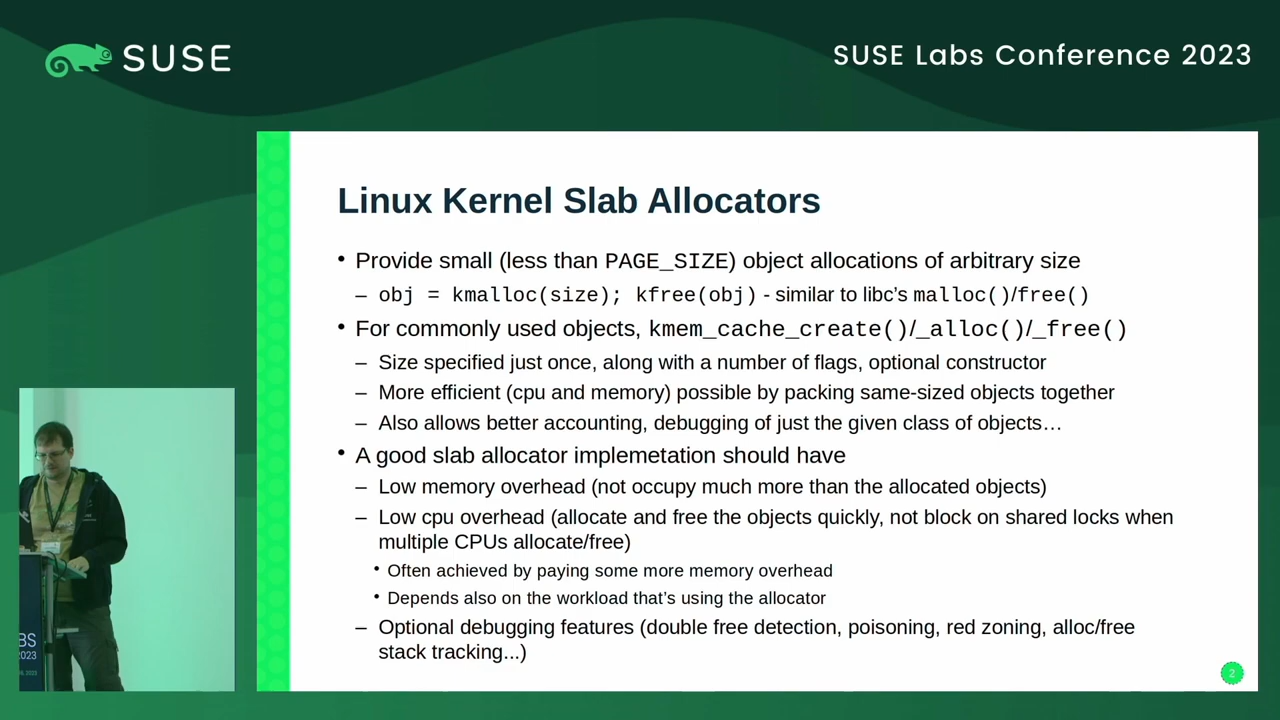 SUSE
SUSE Labs Conference 2023
Linux Kernel Slab Allocators
• Provide small (less than PAGE_SIZE) object allocations of arbitrary size
– obj = kmalloc(size); kfree(obj) - similar to libc's malloc()/free()
• For commonly used objects, kmem_cache_create()/_alloc()/_free()
– Size specified just once, along with a number of flags, optional constructor
– More efficient (cpu and memory) possible by packing same-sized objects together
– Also allows better accounting, debugging of just the given class of objects…
• A good slab allocator implemetation should have
– Low memory overhead (not occupy much more than the allocated objects)
– Low cpu overhead (allocate and free the objects quickly, not block on shared locks when
multiple CPUs allocate/free)
• Often achieved by paying some more memory overhead
• Depends also on the workload that's using the allocator
– Optional debugging features (double free detection, poisoning, red zoning, alloc/free
stack tracking...)
2
BS
2023